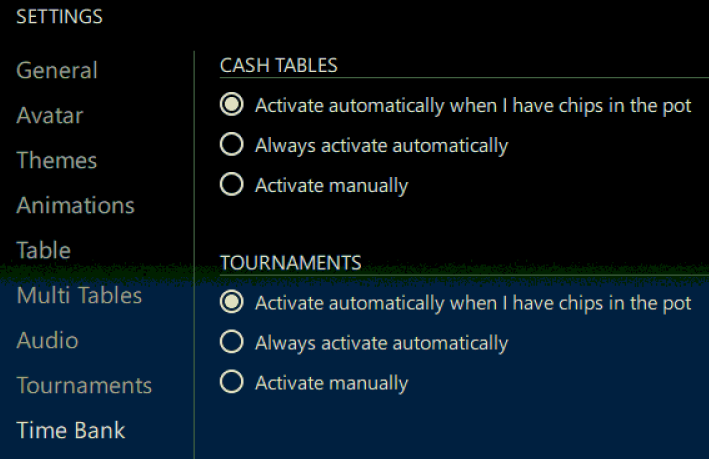 SETTINGS
General
Avatar
Themes
Animations
Table
Multi Tables
Audio
Tournaments
Time Bank
CASH TABLES
Activate automatically when I have chips in the pot
Always activate automatically
Activate manually
TOURNAMENTS
Activate automatically when I have chips in the pot
Always activate automatically
Activate manually